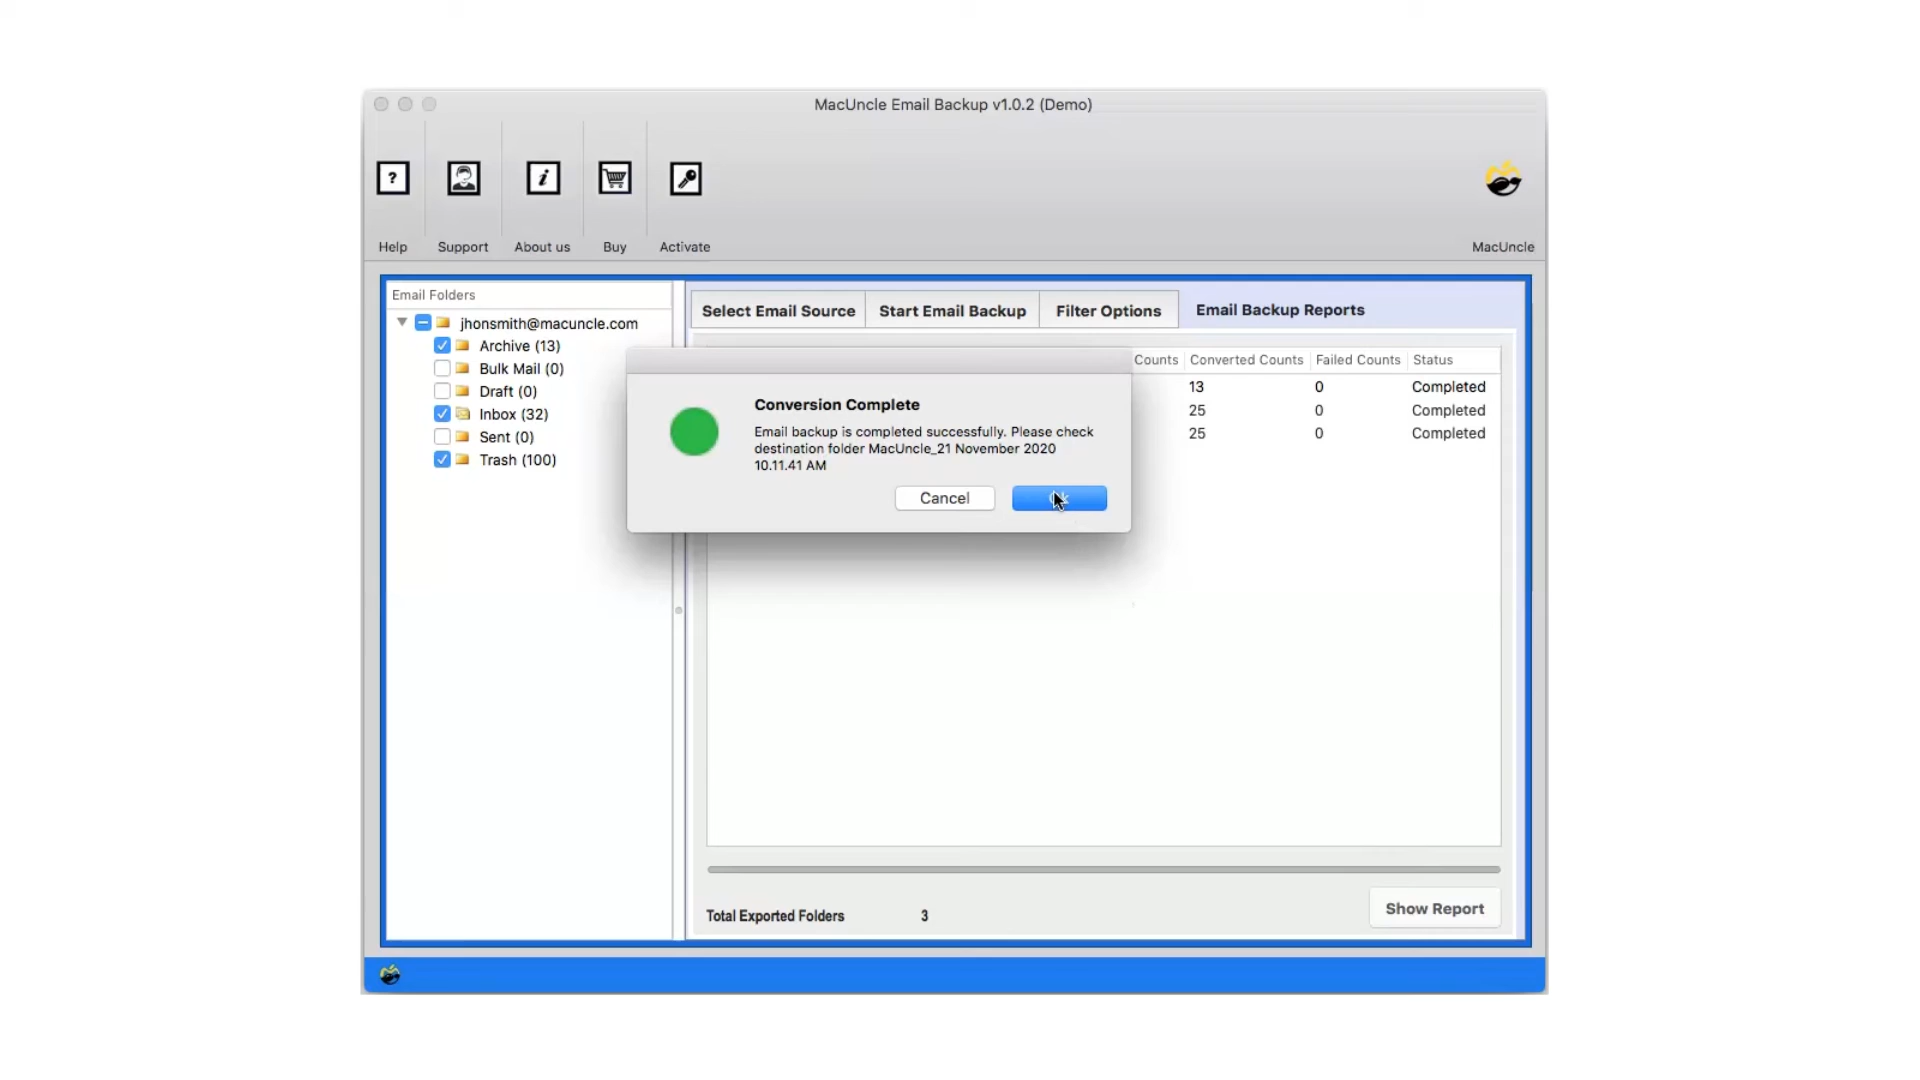 MacUncle Email Backup v1.0.2 (Demo)
?
i
Help
Support
About us
Buy
Activate
MacUncle
Email Folders
jhonsmith@macuncle.com
Archive (13)
Bulk Mail (0)
Draft (0)
Inbox (32)
Sent (0)
Trash (100)
Select Email Source
Start Email Backup
Filter Options
Email Backup Reports
Counts Converted Counts Failed Counts Status
13 0 Completed
25 0 Completed
25 0 Completed
Conversion Complete
Email backup is completed successfully. Please check
destination folder MacUncle_21 November 2020
10.11.41 AM
Cancel
Total Exported Folders 3
Show Report